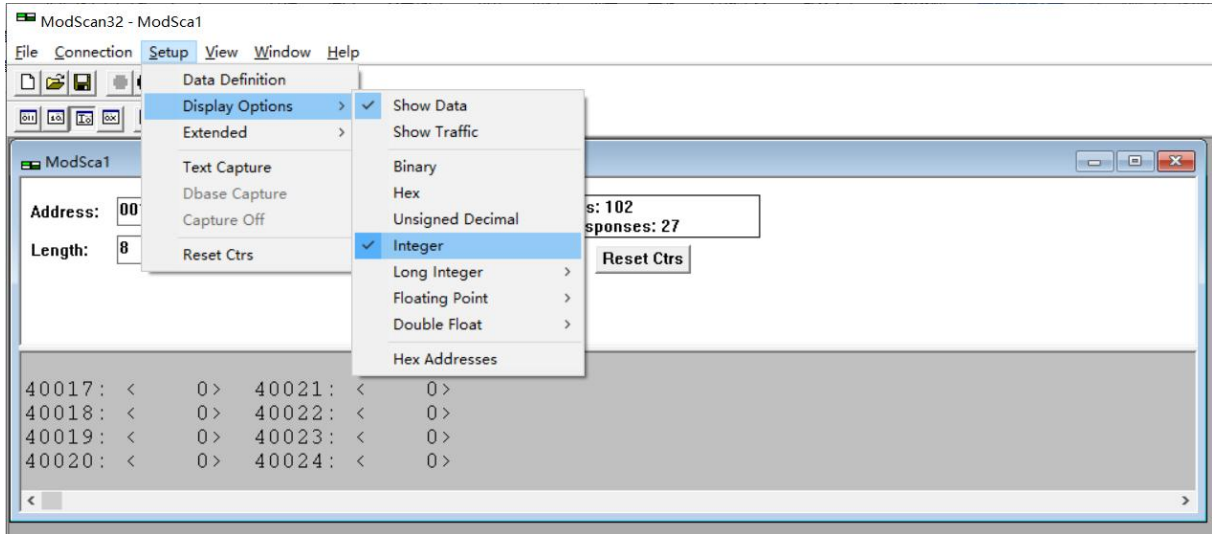 ModScan32 - ModSca1
File Connection Setup View Window Help
Data Definition
Display Options
Extended
Text Capture
Dbase Capture
Capture Off
Reset Ctrs
Show Data
Show Traffic
Binary
Hex
Unsigned Decimal
Integer
Long Integer
Floating Point
Double Float
Hex Addresses
ModSca1
Address: 00
Length: 8
s: 102
sponses: 27
Reset Ctrs
40017: < 0> 40021: < 0>
40018: < 0> 40022: < 0>
40019: < 0> 40023: < 0>
40020: < 0> 40024: < 0>